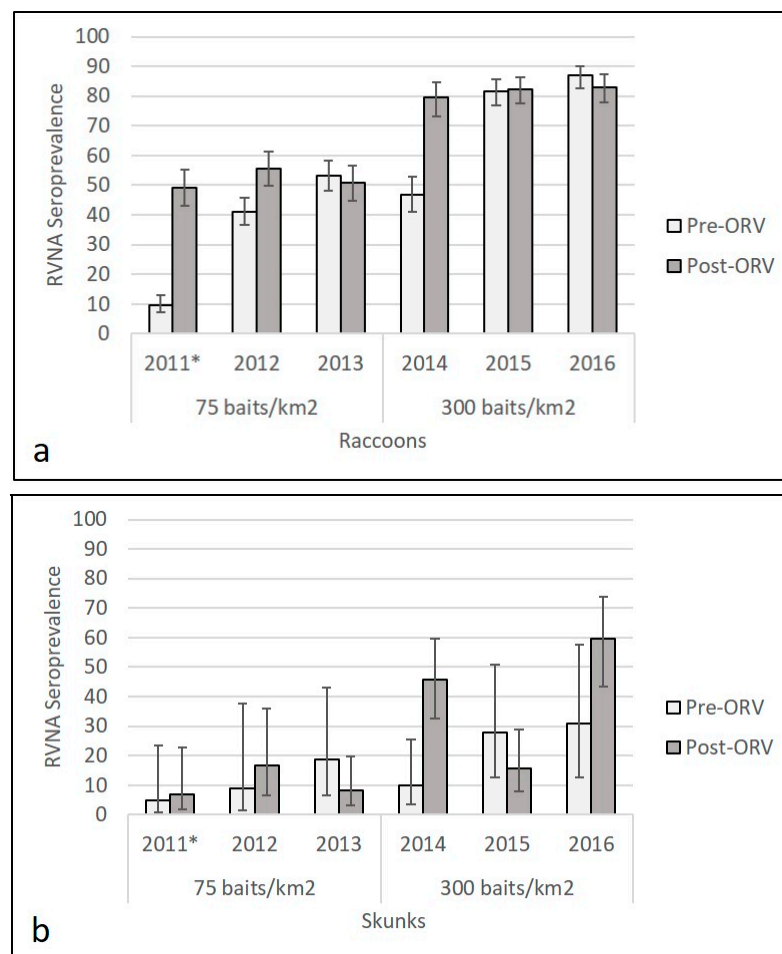 100
90
80
70
60
50
40
30
20
10
0
RVNA Seroprevalence
2011* 2012 2013 2014 2015 2016
75 baits/km2 300 baits/km2
Raccoons
Pre-ORV
Post-ORV
a
100
90
80
70
60
50
40
30
20
10
0
RVNA Seroprevalence
2011* 2012 2013 2014 2015 2016
75 baits/km2 300 baits/km2
Skunks
Pre-ORV
Post-ORV
b